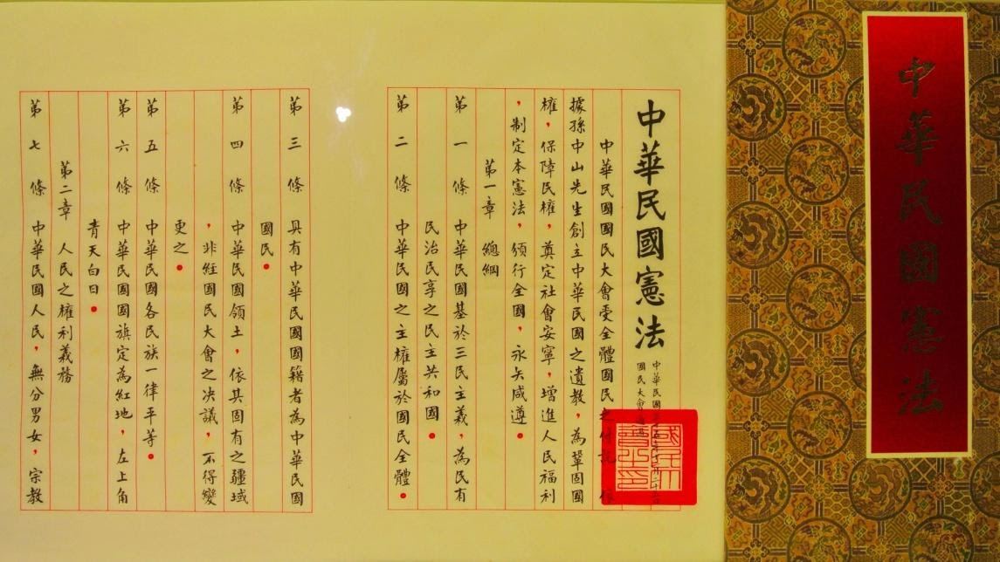 中華民國憲法
中華民國憲法
中華民國
國民大會
國民大會之印
中華民國國民大會受全體國民之付託 依
據孫中山先生創立中華民國之遺教，為鞏固國
權，保障民權，奠定社會安寧，增進人民福利
，制定本憲法，頒行全國，永矢咸遵。
第一章 總綱
第一條 中華民國基於三民主義，為民有
民治民享之民主共和國。
第二條 中華民國之主權屬於國民全體。
第三條 具有中華民國國籍者為中華民國
國民。
第四條 中華民國領土，依其固有之疆域
，非經國民大會之決議，不得變
更之。
第五條 中華民國各民族一律平等。
第六條 中華民國國旗定為紅地，左上角
青天白日。
第二章 人民之權利義務
第七條 中華民國人民，無分男女，宗教